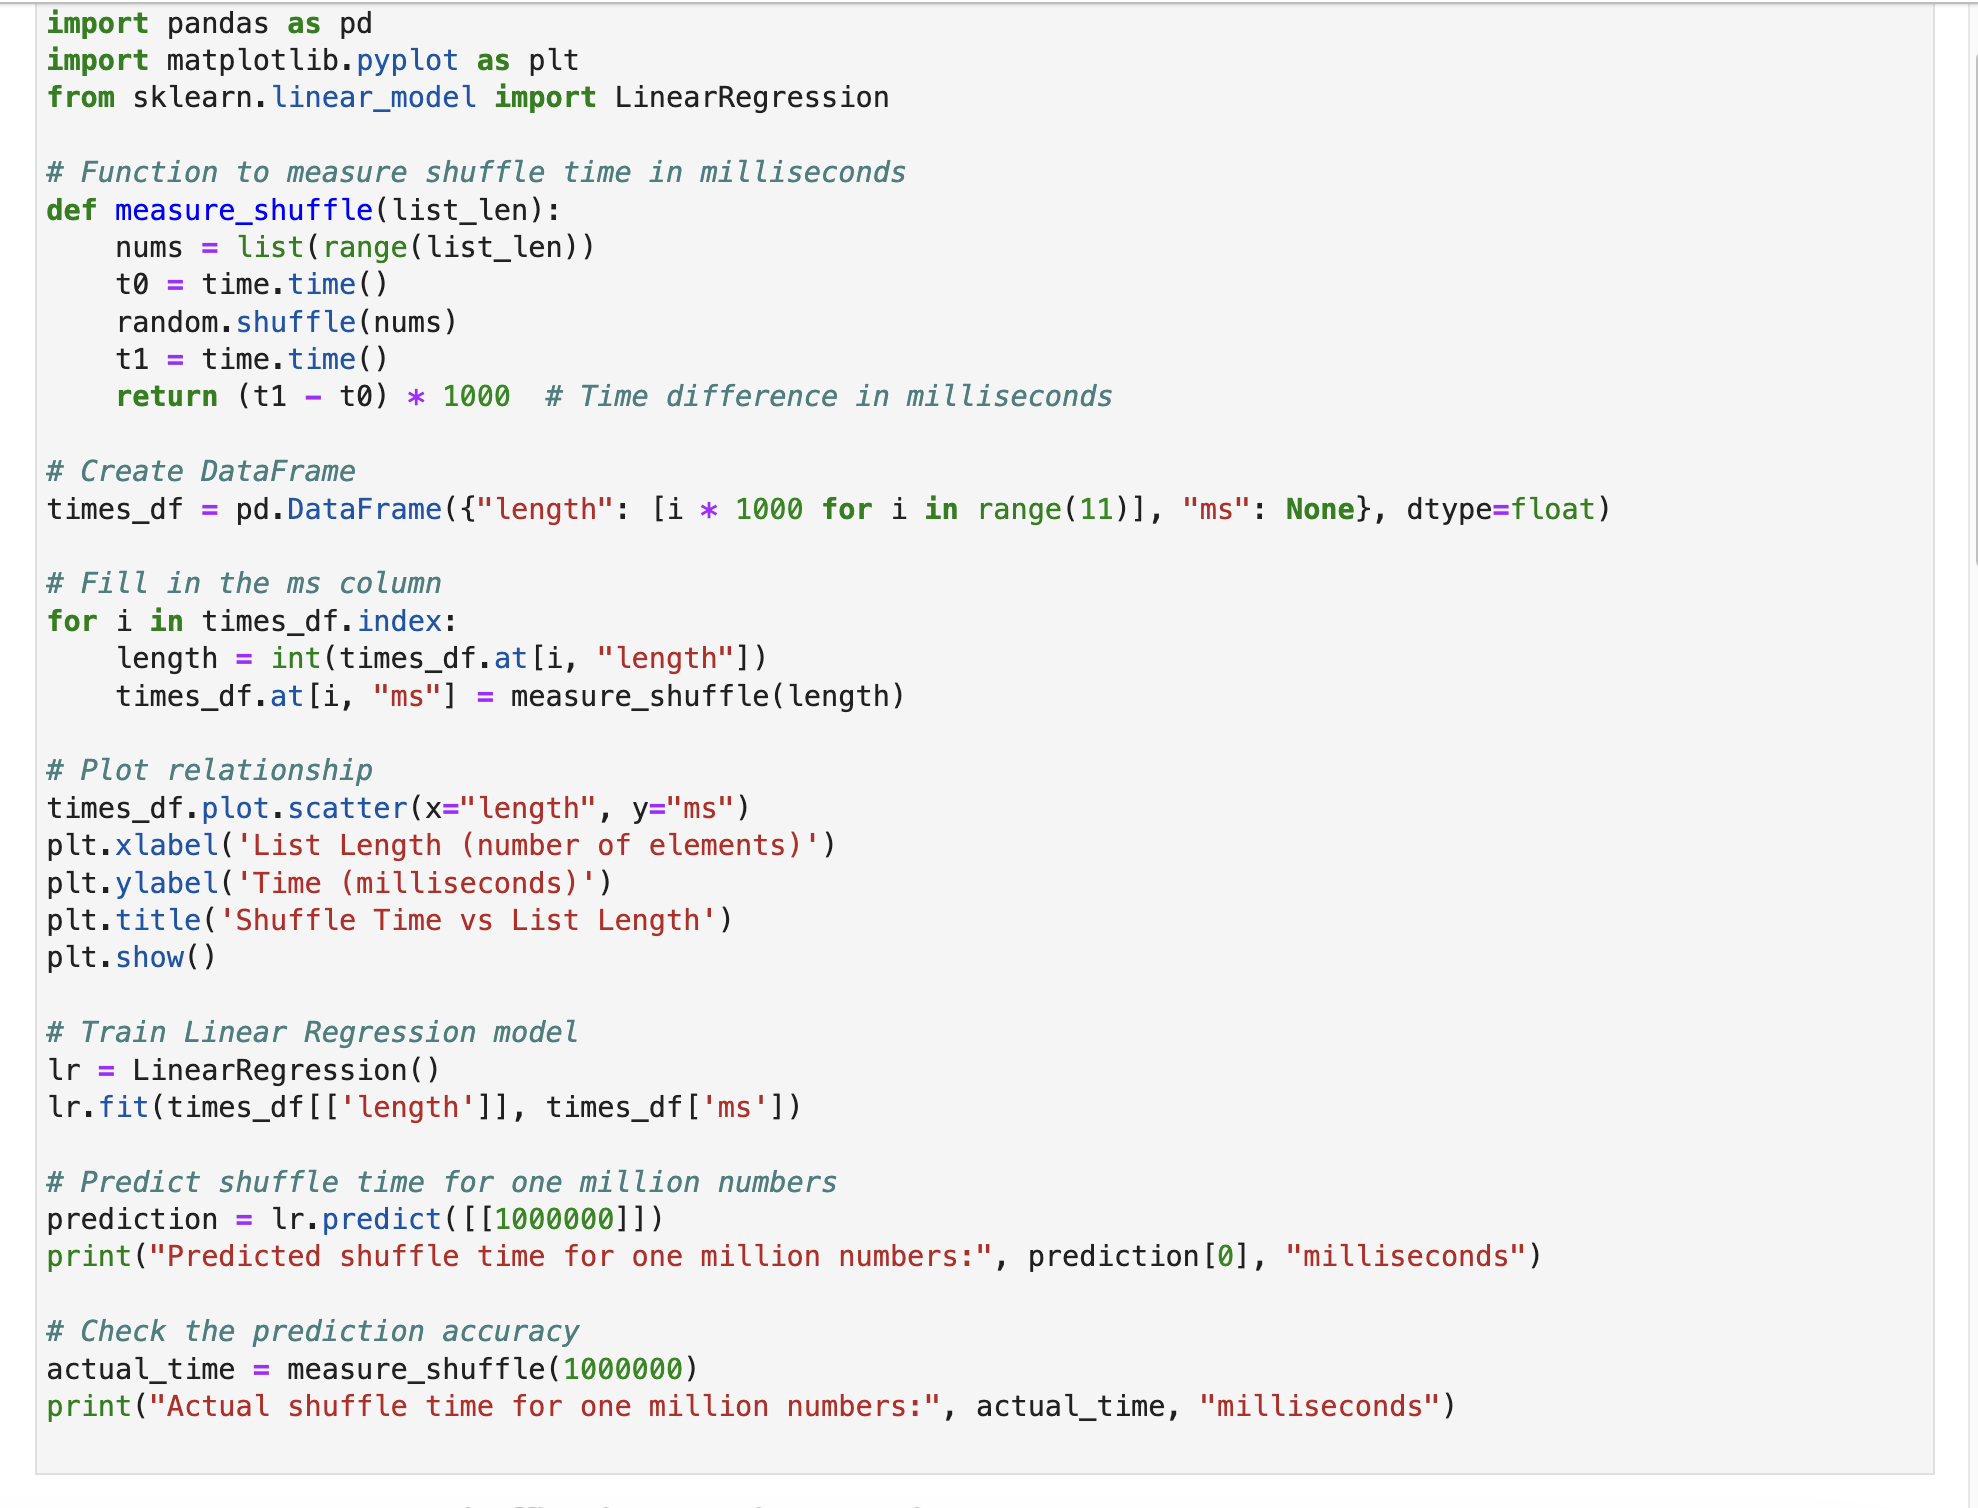 import pandas as pd
import matplotlib.pyplot as plt
from sklearn.linear_model import LinearRegression

# Function to measure shuffle time in milliseconds
def measure_shuffle(list_len):
    nums = list(range(list_len))
    t0 = time.time()
    random.shuffle(nums)
    t1 = time.time()
    return (t1 - t0) * 1000  # Time difference in milliseconds

# Create DataFrame
times_df = pd.DataFrame({"length": [i * 1000 for i in range(11)], "ms": None}, dtype=float)

# Fill in the ms column
for i in times_df.index:
    length = int(times_df.at[i, "length"])
    times_df.at[i, "ms"] = measure_shuffle(length)

# Plot relationship
times_df.plot.scatter(x="length", y="ms")
plt.xlabel('List Length (number of elements)')
plt.ylabel('Time (milliseconds)')
plt.title('Shuffle Time vs List Length')
plt.show()

# Train Linear Regression model
lr = LinearRegression()
lr.fit(times_df[['length']], times_df['ms'])

# Predict shuffle time for one million numbers
prediction = lr.predict([[1000000]])
print("Predicted shuffle time for one million numbers:", prediction[0], "milliseconds")

# Check the prediction accuracy
actual_time = measure_shuffle(1000000)
print("Actual shuffle time for one million numbers:", actual_time, "milliseconds")